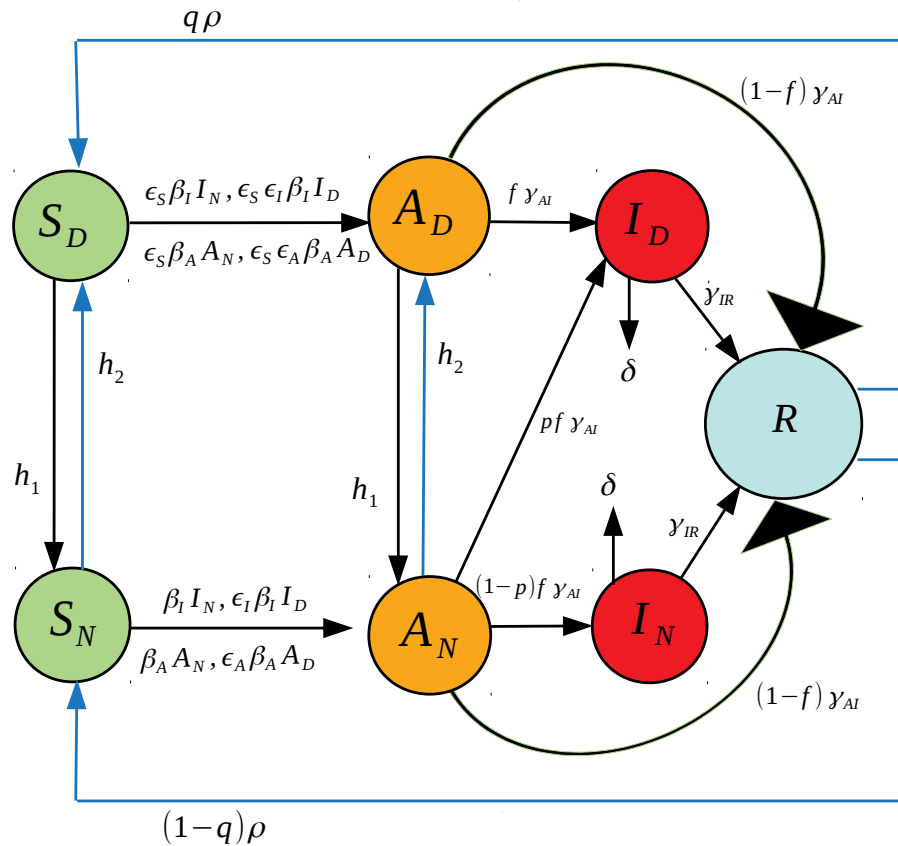 qρ
(1−f) γ_AI
ϵ_S β_I I_N , ϵ_S ϵ_I β_I I_D
f γ_AI
S_D
A_D
I_D
ϵ_S β_A A_N , ϵ_S ϵ_A β_A A_D
γ_IR
h_2
h_2
δ
R
pf γ_AI
h_1
h_1
δ
γ_IR
β_I I_N , ϵ_I β_I I_D
(1−p)f γ_AI
S_N
A_N
I_N
β_A A_N , ϵ_A β_A A_D
(1−f) γ_AI
(1−q)ρ